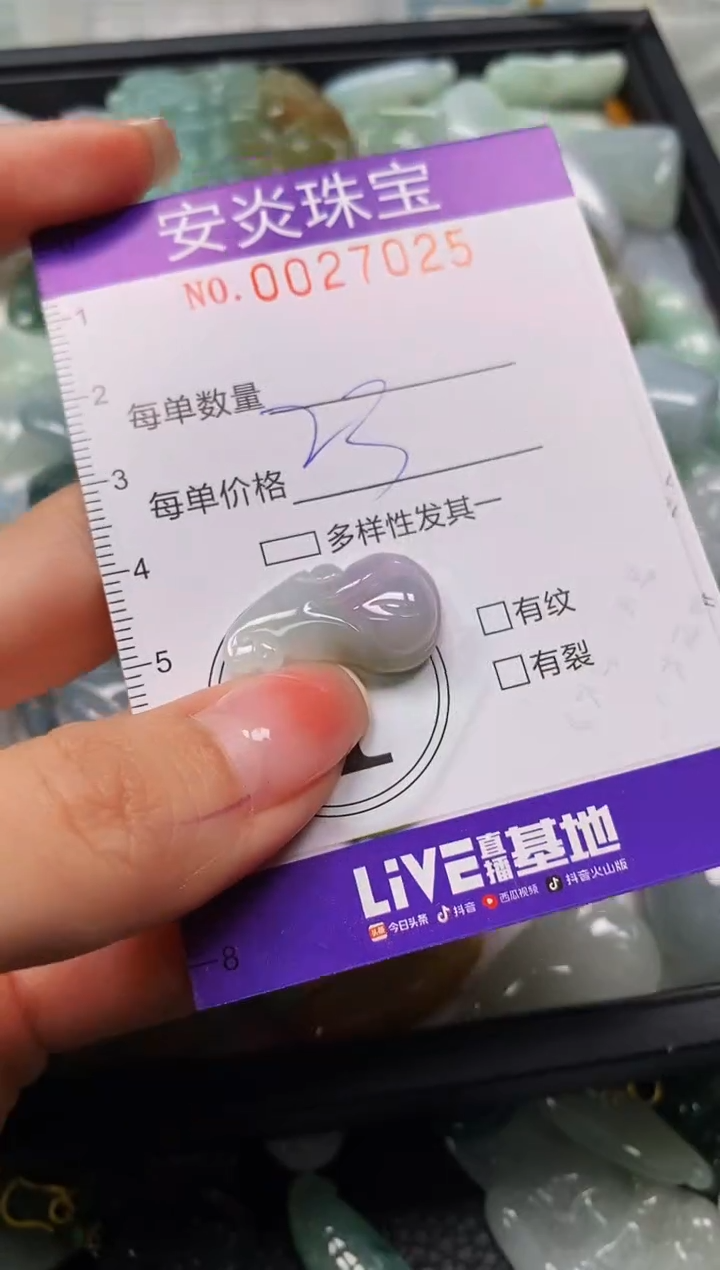 安炎珠宝
NO.0027025
1
2
每单数量
3
每单价格
多样性发其一
4
有纹
5
有裂
LiVE直播基地
头条 今日头条 抖音 西瓜视频 抖音火山版
8